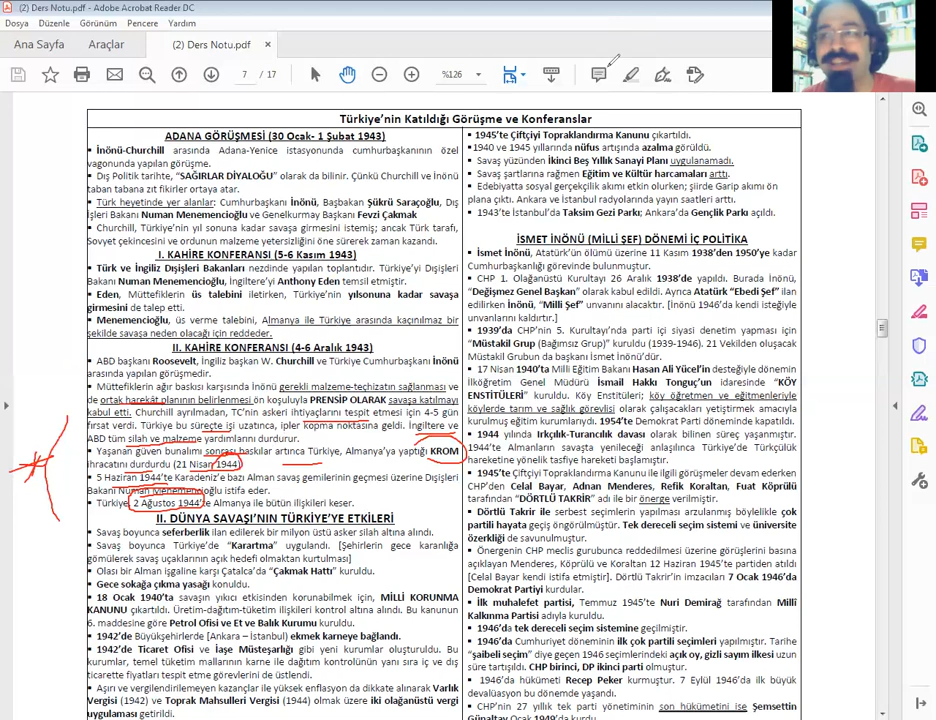 (2) Ders Notu.pdf - Adobe Acrobat Reader DC
Dosya Düzenle Görünüm Pencere Yardım
Ana Sayfa Araçlar (2) Ders Notu.pdf ×
7 / 17 %126
Türkiye’nin Katıldığı Görüşme ve Konferanslar
ADANA GÖRÜŞMESİ (30 Ocak- 1 Şubat 1943)
▪ İnönü-Churchill arasında Adana-Yenice istasyonunda cumhurbaşkanının özel
vagonunda yapılan görüşme.
▪ Dış Politik tarihte, “SAĞIRLAR DİYALOĞU” olarak da bilinir. Çünkü Churchill ve İnönü
taban tabana zıt fikirler ortaya atar.
▪ Türk heyetinde yer alanlar: Cumhurbaşkanı İnönü, Başbakan Şükrü Saraçoğlu, Dış
İşleri Bakanı Numan Menemencioğlu ve Genelkurmay Başkanı Fevzi Çakmak
▪ Churchill, Türkiye’nin yıl sonuna kadar savaşa girmesini istemiş; ancak Türk tarafı,
Sovyet çekincesini ve ordunun malzeme yetersizliğini öne sürerek zaman kazandı.
I. KAHİRE KONFERANSI (5-6 Kasım 1943)
▪ Türk ve İngiliz Dışişleri Bakanları nezdinde yapılan toplantıdır. Türkiye’yi Dışişleri
Bakanı Numan Menemencioğlu, İngiltere’yi Anthony Eden temsil etmiştir.
▪ Eden, Müttefiklerin üs talebini iletirken, Türkiye’nin yılsonuna kadar savaşa
girmesini de talep etti.
▪ Menemencioğlu, üs verme talebini, Almanya ile Türkiye arasında kaçınılmaz bir
şekilde savaşa neden olacağı için reddeder.
II. KAHİRE KONFERANSI (4-6 Aralık 1943)
▪ ABD başkanı Roosevelt, İngiliz başkan W. Churchill ve Türkiye Cumhurbaşkanı İnönü
arasında yapılan görüşmedir.
▪ Müttefiklerin ağır baskısı karşısında İnönü gerekli malzeme-teçhizatın sağlanması ve
de ortak harekât planının belirlenmesi ön koşuluyla PRENSİP OLARAK savaşa katılmayı
kabul etti. Churchill ayrılmadan, TC’nin askeri ihtiyaçlarını tespit etmesi için 4-5 gün
fırsat verdi. Türkiye bu süreçte işi uzatınca, ipler kopma noktasına geldi. İngiltere ve
ABD tüm silah ve malzeme yardımlarını durdurur.
▪ Yaşanan güven bunalımı sonrası baskılar artınca Türkiye, Almanya’ya yaptığı KROM
ihracatını durdurdu (21 Nisan 1944)
▪ 5 Haziran 1944’te Karadeniz’e bazı Alman savaş gemilerinin geçmesi üzerine Dışişleri
Bakanı Numan Menemencioğlu istifa eder.
▪ Türkiye, 2 Ağustos 1944’te Almanya ile bütün ilişkileri keser.
II. DÜNYA SAVAŞI’NIN TÜRKİYE’YE ETKİLERİ
▪ Savaş boyunca seferberlik ilan edilerek bir milyon üstü asker silah altına alındı.
▪ Savaş boyunca Türkiye’de “Karartma” uygulandı. [Şehirlerin gece karanlığa
gömülerek savaş uçaklarının açık hedefi olmaktan kurtulması]
▪ Olası bir Alman işgaline karşı Çatalca’da “Çakmak Hattı” kuruldu.
▪ Gece sokağa çıkma yasağı konuldu.
▪ 18 Ocak 1940’ta savaşın yıkıcı etkisinden korunabilmek için, MİLLİ KORUNMA
KANUNU çıkartıldı. Üretim-dağıtım-tüketim ilişkileri kontrol altına alındı. Bu kanunun
6. maddesine göre Petrol Ofisi ve Et ve Balık Kurumu kuruldu.
▪ 1942’de Büyükşehirlerde [Ankara – İstanbul) ekmek karneye bağlandı.
▪ 1942’de Ticaret Ofisi ve İaşe Müsteşarlığı gibi yeni kurumlar oluşturuldu. Bu
kurumlar, temel tüketim mallarının karne ile dağıtım kontrolünün yanı sıra iç ve dış
ticarette fiyatları tespit etme görevlerini de üstlendi.
▪ Aşırı ve vergilendirilemeyen kazançlar ile yüksek enflasyon da dikkate alınarak Varlık
Vergisi (1942) ve Toprak Mahsulleri Vergisi (1944) olmak üzere iki olağanüstü vergi
uygulaması getirildi.
▪ 1945’te Çiftçiyi Topraklandırma Kanunu çıkartıldı.
▪ 1940 ve 1945 yıllarında nüfus artışında azalma görüldü.
▪ Savaş yüzünden İkinci Beş Yıllık Sanayi Planı uygulanamadı.
▪ Savaş şartlarına rağmen Eğitim ve Kültür harcamaları arttı.
▪ Edebiyatta sosyal gerçekçilik akımı etkin olurken; şiirde Garip akımı ön
plana çıktı. Ankara ve İstanbul radyolarında yayın saatleri arttı.
▪ 1943’te İstanbul’da Taksim Gezi Parkı; Ankara’da Gençlik Parkı açıldı.
İSMET İNÖNÜ (MİLLİ ŞEF) DÖNEMİ İÇ POLİTİKA
▪ İsmet İnönü, Atatürk’ün ölümü üzerine 11 Kasım 1938’den 1950’ye kadar
Cumhurbaşkanlığı görevinde bulunmuştur.
▪ CHP 1. Olağanüstü Kurultayı 26 Aralık 1938’de yapıldı. Burada İnönü,
“Değişmez Genel Başkan” olarak kabul edildi. Ayrıca Atatürk “Ebedi Şef” ilan
edilirken İnönü, “Milli Şef” unvanını alacaktır. [İnönü 1946’da kendi isteğiyle
unvanlarını kaldırtır.]
▪ 1939’da CHP’nin 5. Kurultayı’nda parti içi siyasi denetim yapması için
“Müstakil Grup (Bağımsız Grup) kuruldu (1939-1946). 21 Vekilden oluşacak
Müstakil Grubun da başkanı İsmet İnönü’dür.
▪ 17 Nisan 1940’ta Milli Eğitim Bakanı Hasan Ali Yücel’in desteğiyle dönemin
İlköğretim Genel Müdürü İsmail Hakkı Tonguç’un idaresinde “KÖY
ENSTİTÜLERİ” kuruldu. Köy Enstitüleri; köy öğretmen ve eğitmenleriyle
köylerde tarım ve sağlık görevlisi olarak çalışacakları yetiştirmek amacıyla
kurulmuş eğitim kurumlarıdır. 1954’te Demokrat Parti döneminde kapatıldı.
▪ 1944 yılında Irkçılık-Turancılık davası olarak bilinen süreç yaşanmıştır.
1944’te Almanların savaşta yenileceği anlaşılınca Türkiye’de Türkçülük
hareketine yönelik tasfiye hareketi başlamıştır.
▪ 1945’te Çiftçiyi Topraklandırma Kanunu ile ilgili görüşmeler devam ederken
CHP’den Celal Bayar, Adnan Menderes, Refik Koraltan, Fuat Köprülü
tarafından “DÖRTLÜ TAKRİR” adı ile bir önerge verilmiştir.
▪ Dörtlü Takrir ile serbest seçimlerin yapılması arzulanmış böylelikle çok
partili hayata geçiş öngörülmüştür. Tek dereceli seçim sistemi ve üniversite
özerkliği de savunulmuştur.
▪ Önergenin CHP meclis gurubunca reddedilmesi üzerine görüşlerini basına
açıklayan Menderes, Köprülü ve Koraltan 12 Haziran 1945’te partiden atıldı
[Celal Bayar kendi istifa etmiştir]. Dörtlü Takrir’in imzacıları 7 Ocak 1946’da
Demokrat Partiyi kurdular.
▪ İlk muhalefet partisi, Temmuz 1945’te Nuri Demirağ tarafından Millî
Kalkınma Partisi adıyla kuruldu.
▪ 1946’da tek dereceli seçim sistemine geçilmiştir.
▪ 1946’da Cumhuriyet döneminin ilk çok partili seçimleri yapılmıştır. Tarihe
“şaibeli seçim” diye geçen 1946 seçimlerindeki açık oy, gizli sayım ilkesi uzun
süre tartışıldı. CHP birinci, DP ikinci parti olmuştur.
▪ 1946’da hükümeti Recep Peker kurmuştur. 7 Eylül 1946’da ilk büyük
devalüasyon bu dönemde yaşandı.
▪ CHP’nin 27 yıllık tek parti yönetiminin son hükümetini ise Şemsettin
Günaltay Ocak 1949’da kurdu.